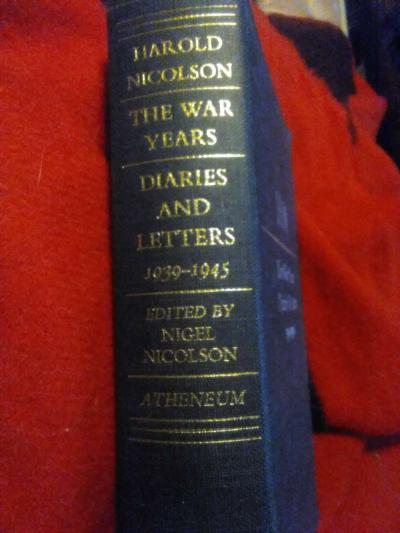 HAROLD
NICOLSON
THE WAR
YEARS
DIARIES
AND
LETTERS
1939–1945
EDITED BY
NIGEL
NICOLSON
ATHENEUM